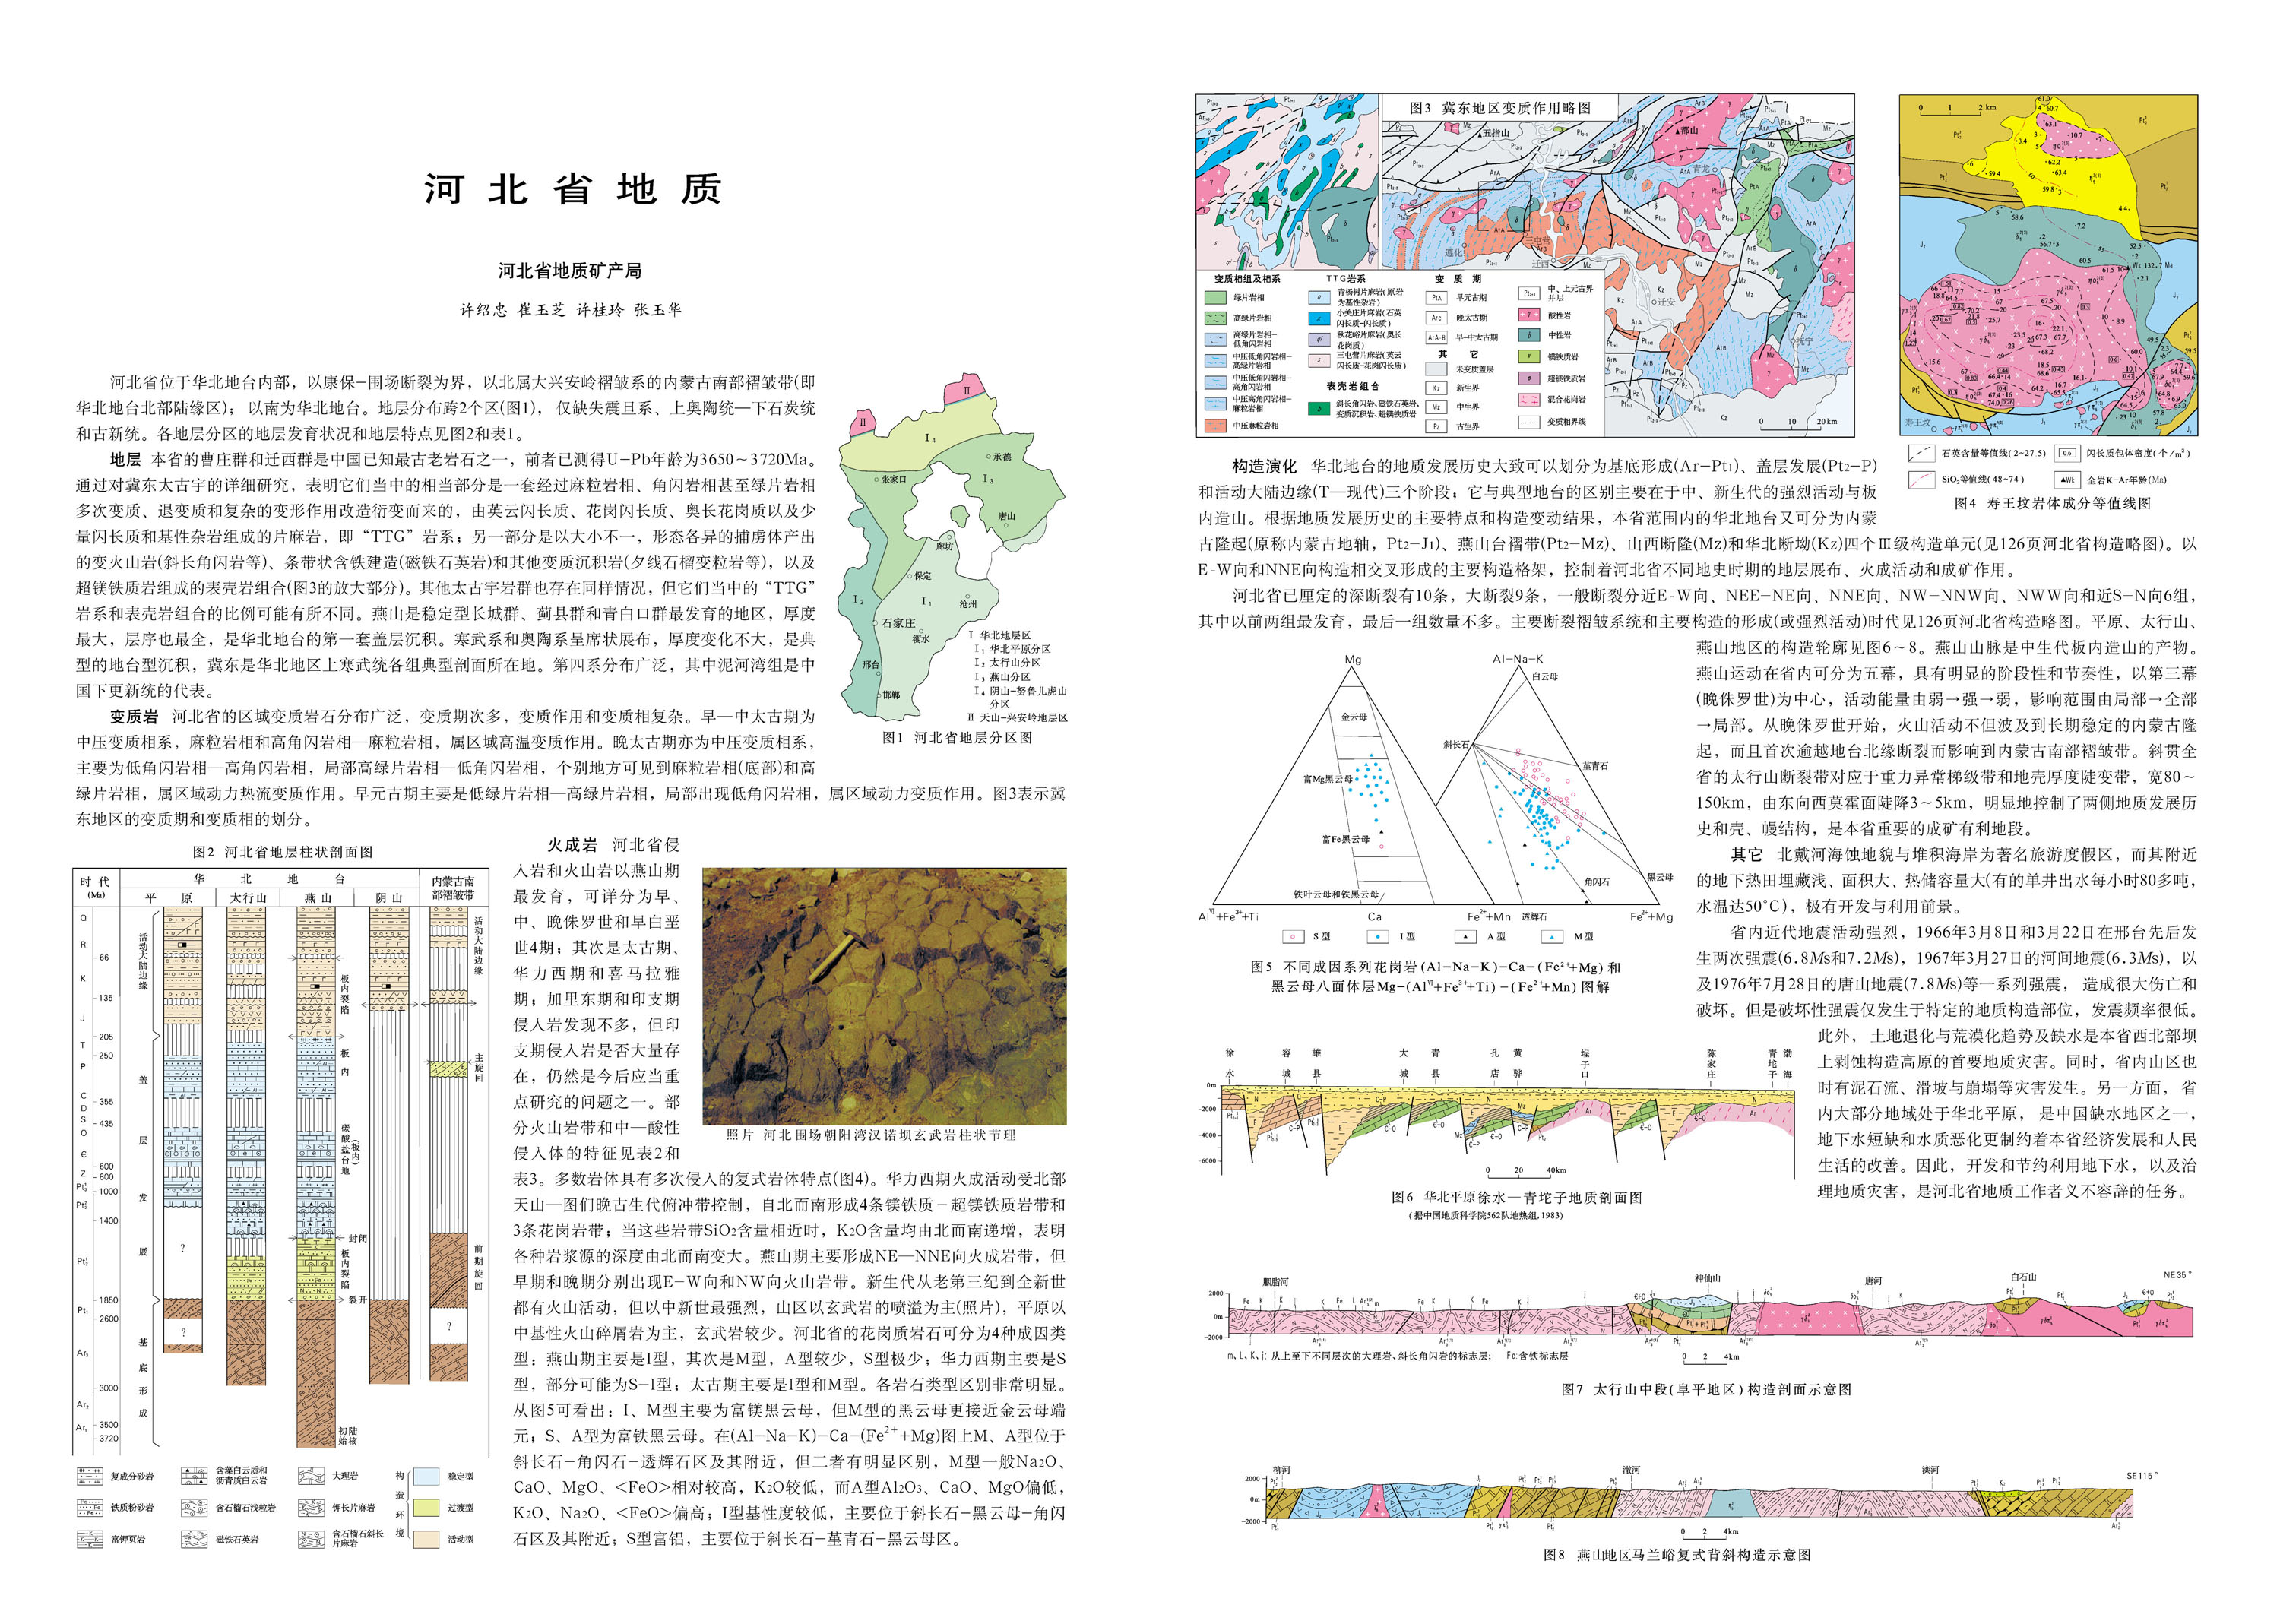 河北省地质
河北省地质矿产局
许绍忠 崔玉芝 许桂玲 张玉华
河北省位于华北地台内部，以康保—围场断裂为界，以北属大兴安岭褶皱系的内蒙古南部褶皱带(即
华北地台北部陆缘区)；以南为华北地台。地层分布跨2个区(图1)， 仅缺失震旦系、上奥陶统—下石炭统
和古新统。各地层分区的地层发育状况和地层特点见图2和表1。
地层 本省的曹庄群和迁西群是中国已知最古老岩石之一，前者已测得U-Pb年龄为3650～3720Ma。
通过对冀东太古宇的详细研究，表明它们当中的相当部分是一套经过麻粒岩相、角闪岩相甚至绿片岩相
多次变质、退变质和复杂的变形作用改造衍变而来的，由英云闪长质、花岗闪长质、奥长花岗质以及少
量闪长质和基性杂岩组成的片麻岩，即“TTG”岩系；另一部分是以大小不一，形态各异的捕虏体产出
的变火山岩(斜长角闪岩等)、条带状含铁建造(磁铁石英岩)和其他变质沉积岩(夕线石榴变粒岩等)，以及
超镁铁质岩组成的表壳岩组合(图3的放大部分)。其他太古宇岩群也存在同样情况，但它们当中的“TTG”
岩系和表壳岩组合的比例可能有所不同。燕山是稳定型长城群、蓟县群和青白口群最发育的地区，厚度
最大，层序也最全，是华北地台的第一套盖层沉积。寒武系和奥陶系呈席状展布，厚度变化不大，是典
型的地台型沉积，冀东是华北地区上寒武统各组典型剖面所在地。第四系分布广泛，其中泥河湾组是中
国下更新统的代表。
变质岩 河北省的区域变质岩石分布广泛，变质期次多，变质作用和变质相复杂。早—中太古期为
中压变质相系，麻粒岩相和高角闪岩相—麻粒岩相，属区域高温变质作用。晚太古期亦为中压变质相系，
主要为低角闪岩相—高角闪岩相，局部高绿片岩相—低角闪岩相，个别地方可见到麻粒岩相(底部)和高
绿片岩相，属区域动力热流变质作用。早元古期主要是低绿片岩相—高绿片岩相，局部出现低角闪岩相，属区域动力变质作用。图3表示冀
东地区的变质期和变质相的划分。
承德
张家口
唐山
廊坊
保定
沧州
石家庄
衡水
邢台
邯郸
Ⅰ 华北地层区
Ⅰ1 华北平原分区
Ⅰ2 太行山分区
Ⅰ3 燕山分区
Ⅰ4 阴山—努鲁儿虎山
分区
Ⅱ 天山—兴安岭地层区
图1 河北省地层分区图
图2 河北省地层柱状剖面图
时代
(Ma)
华北地台
内蒙古南
部褶皱带
平原
太行山
燕山
阴山
Q
R
66
K
135
J
205
T
250
P
C
355
D
S
O
435
Є
600
Z
800
1000
1400
1850
Pt1
2600
Ar3
3000
Ar2
3500
Ar1
3720
活动大陆边缘
盖层发展
基底形成
板内裂陷
板内
碳酸盐台地
(板内)
封闭
板内裂陷
裂开
初陆
始核
活动大陆边缘
主旋回
前期旋回
复成分砂岩
含藻白云质和
沥青质白云岩
大理岩
铁质粉砂岩
含石榴石浅粒岩
钾长片麻岩
富钾页岩
磁铁石英岩
含石榴石斜长
片麻岩
构造环境
稳定型
过渡型
活动型
火成岩 河北省侵
入岩和火山岩以燕山期
最发育，可详分为早、
中、晚侏罗世和早白垩
世4期；其次是太古期、
华力西期和喜马拉雅
期；加里东期和印支期
侵入岩发现不多，但印
支期侵入岩是否大量存
在，仍然是今后应当重
点研究的问题之一。部
分火山岩带和中—酸性
侵入体的特征见表2和
照片 河北围场朝阳湾汉诺坝玄武岩柱状节理
表3。多数岩体具有多次侵入的复式岩体特点(图4)。华力西期火成活动受北部
天山—图们晚古生代俯冲带控制，自北而南形成4条镁铁质－超镁铁质岩带和
3条花岗岩带；当这些岩带SiO2含量相近时，K2O含量均由北而南递增，表明
各种岩浆源的深度由北而南变大。燕山期主要形成NE—NNE向火成岩带，但
早期和晚期分别出现E-W向和NW向火山岩带。新生代从老第三纪到全新世
都有火山活动，但以中新世最强烈，山区以玄武岩的喷溢为主(照片)，平原以
中基性火山碎屑岩为主，玄武岩较少。河北省的花岗质岩石可分为4种成因类
型：燕山期主要是I型，其次是M型，A型较少，S型极少；华力西期主要是S
型，部分可能为S-I型；太古期主要是I型和M型。各岩石类型区别非常明显。
从图5可看出：I、M型主要为富镁黑云母，但M型的黑云母更接近金云母端
元；S、A型为富铁黑云母。在(Al-Na-K)-Ca-(Fe²⁺+Mg)图上M、A型位于
斜长石-角闪石-透辉石区及其附近，但二者有明显区别，M型一般Na2O、
CaO、MgO、<FeO>相对较高，K2O较低，而A型Al2O3、CaO、MgO偏低，
K2O、Na2O、<FeO>偏高；I型基性度较低，主要位于斜长石-黑云母-角闪
石区及其附近；S型富铝，主要位于斜长石-堇青石-黑云母区。
图3 冀东地区变质作用略图
五指山
都山
青龙
遵化
三屯营
迁西
迁安
抚宁
变质相组及相系
绿片岩相
高绿片岩相
高绿片岩相—
低角闪岩相
中压低角闪岩相—
高绿片岩相
中压低角闪岩相—
高角闪岩相
中压高角闪岩相—
麻粒岩相
中压麻粒岩相
TTG岩系
青杨树片麻岩(原岩
为基性杂岩)
小关庄片麻岩(石英
闪长质-闪长质)
秋花峪片麻岩(奥长
花岗质)
三屯营片麻岩(英云
闪长质-花岗闪长质)
表壳岩组合
斜长角闪岩、磁铁石英岩、
变质沉积岩、超镁铁质岩
变质期
PtA 早元古期
ArC 晚太古期
ArA-B 早—中太古期
其它
未变质盖层
Kz 新生界
Mz 中生界
Pz 古生界
中、上元古界
并层
酸性岩
中性岩
镁铁质岩
超镁铁质岩
混合花岗岩
变质相界线
0 10 20km
0 1 2 km
寿王坟
Wk 132.7 Ma
石英含量等值线(2~27.5)
0.6 闪长质包体密度(个/m²)
SiO2等值线(48~74)
▲Wk 全岩K-Ar年龄(Ma)
图4 寿王坟岩体成分等值线图
构造演化 华北地台的地质发展历史大致可以划分为基底形成(Ar-Pt1)、盖层发展(Pt2-P)
和活动大陆边缘(T—现代)三个阶段；它与典型地台的区别主要在于中、新生代的强烈活动与板
内造山。根据地质发展历史的主要特点和构造变动结果，本省范围内的华北地台又可分为内蒙
古隆起(原称内蒙古地轴，Pt2-J1)、燕山台褶带(Pt2-Mz)、山西断隆(Mz)和华北断坳(Kz)四个Ⅲ级构造单元(见126页河北省构造略图)。以
E-W向和NNE向构造相交叉形成的主要构造格架，控制着河北省不同地史时期的地层展布、火成活动和成矿作用。
河北省已厘定的深断裂有10条，大断裂9条，一般断裂分近E-W向、NEE-NE向、NNE向、NW-NNW向、NWW向和近S-N向6组，
其中以前两组最发育，最后一组数量不多。主要断裂褶皱系统和主要构造的形成(或强烈活动)时代见126页河北省构造略图。平原、太行山、
燕山地区的构造轮廓见图6～8。燕山山脉是中生代板内造山的产物。
燕山运动在省内可分为五幕，具有明显的阶段性和节奏性，以第三幕
(晚侏罗世)为中心，活动能量由弱→强→弱，影响范围由局部→全部
→局部。从晚侏罗世开始，火山活动不但波及到长期稳定的内蒙古隆
起，而且首次逾越地台北缘断裂而影响到内蒙古南部褶皱带。斜贯全
省的太行山断裂带对应于重力异常梯级带和地壳厚度陡变带，宽80～
150km，由东向西莫霍面陡降3～5km，明显地控制了两侧地质发展历
史和壳、幔结构，是本省重要的成矿有利地段。
其它 北戴河海蚀地貌与堆积海岸为著名旅游度假区，而其附近
的地下热田埋藏浅、面积大、热储容量大(有的单井出水每小时80多吨，
水温达50°C)，极有开发与利用前景。
省内近代地震活动强烈，1966年3月8日和3月22日在邢台先后发
生两次强震(6.8Ms和7.2Ms)，1967年3月27日的河间地震(6.3Ms)，以
及1976年7月28日的唐山地震(7.8Ms)等一系列强震， 造成很大伤亡和
破坏。但是破坏性强震仅发生于特定的地质构造部位，发震频率很低。
此外，土地退化与荒漠化趋势及缺水是本省西北部坝
上剥蚀构造高原的首要地质灾害。同时，省内山区也
时有泥石流、滑坡与崩塌等灾害发生。另一方面， 省
内大部分地域处于华北平原， 是中国缺水地区之一，
地下水短缺和水质恶化更制约着本省经济发展和人民
生活的改善。因此，开发和节约利用地下水，以及治
理地质灾害，是河北省地质工作者义不容辞的任务。
Mg
金云母
富Mg黑云母
富Fe黑云母
铁叶云母和铁黑云母
Al Ⅵ+Fe³⁺+Ti
Al-Na-K
白云母
斜长石
堇青石
黑云母
角闪石
Ca
Fe²⁺+Mn
透辉石
Fe²⁺+Mg
S 型
I 型
A 型
M 型
图5 不同成因系列花岗岩(Al-Na-K)-Ca-(Fe²⁺+Mg)和
黑云母八面体层Mg-(AlⅥ+Fe³⁺+Ti)-(Fe²⁺+Mn)图解
徐水
容城
雄县
大城
青县
孔店
黄骅
埕子口
陈家庄
青坨子
渤海
0m
-2000
-4000
-6000
0 20 40km
图6 华北平原徐水—青坨子地质剖面图
(据中国地质科学院562队地热组，1983)
胭脂河
神仙山
唐河
白石山
NE35°
2000
0m
-2000
m、L、K、j：从上至下不同层次的大理岩、斜长角闪岩的标志层； Fe：含铁标志层
0 2 4km
图7 太行山中段(阜平地区)构造剖面示意图
柳河
潵河
滦河
SE115°
2000
0m
-2000
0 2 4km
图8 燕山地区马兰峪复式背斜构造示意图